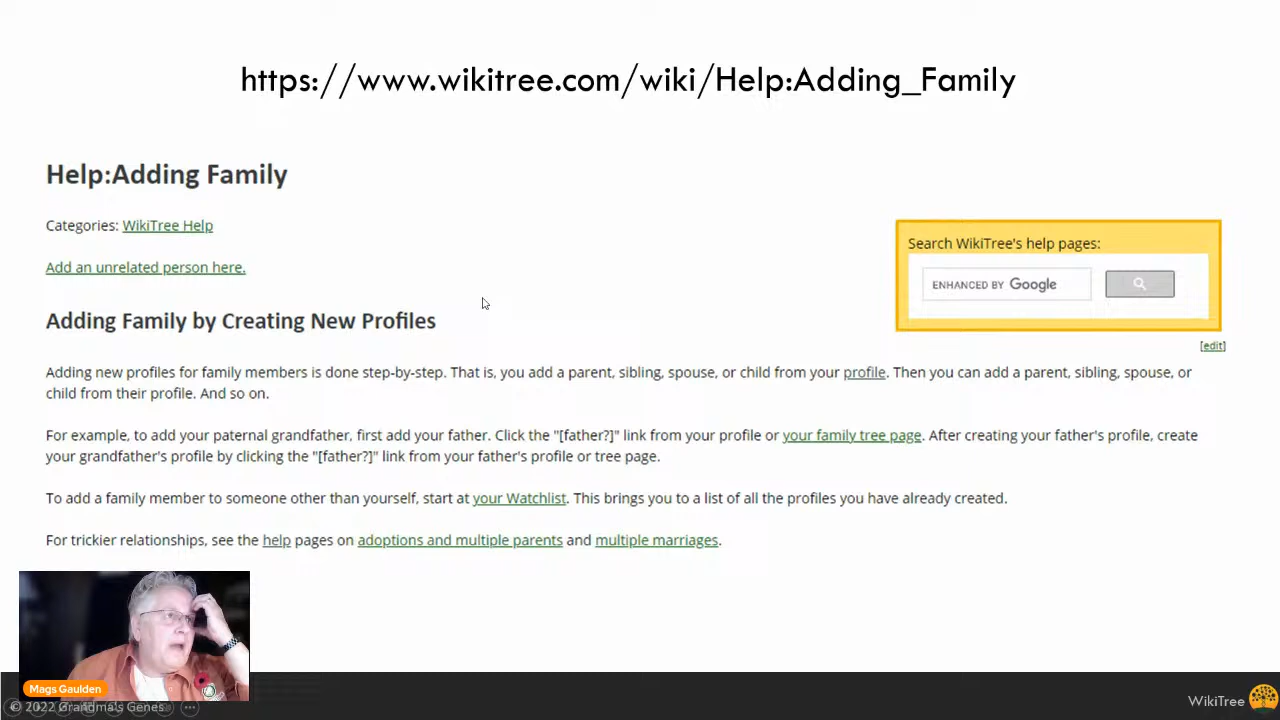 https://www.wikitree.com/wiki/Help:Adding_Family
Help:Adding Family
Categories: WikiTree Help
Search WikiTree's help pages:
ENHANCED BY Google
Add an unrelated person here.
Adding Family by Creating New Profiles
[edit]
Adding new profiles for family members is done step-by-step. That is, you add a parent, sibling, spouse, or child from your profile. Then you can add a parent, sibling, spouse, or
child from their profile. And so on.
For example, to add your paternal grandfather, first add your father. Click the "[father?]" link from your profile or your family tree page. After creating your father's profile, create
your grandfather's profile by clicking the "[father?]" link from your father's profile or tree page.
To add a family member to someone other than yourself, start at your Watchlist. This brings you to a list of all the profiles you have already created.
For trickier relationships, see the help pages on adoptions and multiple parents and multiple marriages.
Mags Gaulden
© 2022 Grandma's Genes
WikiTree